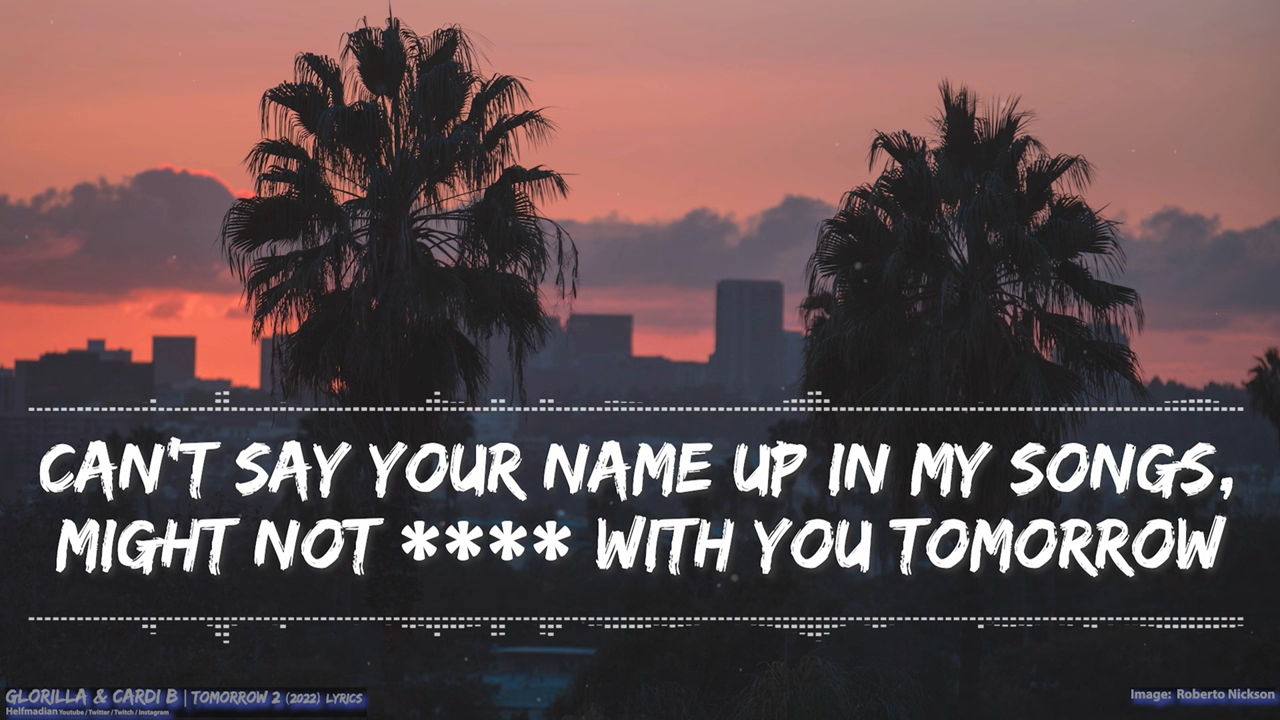 CAN'T SAY YOUR NAME UP IN MY SONGS,
MIGHT NOT **** WITH YOU TOMORROW
GLORILLA & CARDI B | TOMORROW 2 (2022) LYRICS
Helfmadian Youtube / Twitter / Twitch / Instagram
Image: Roberto Nickson